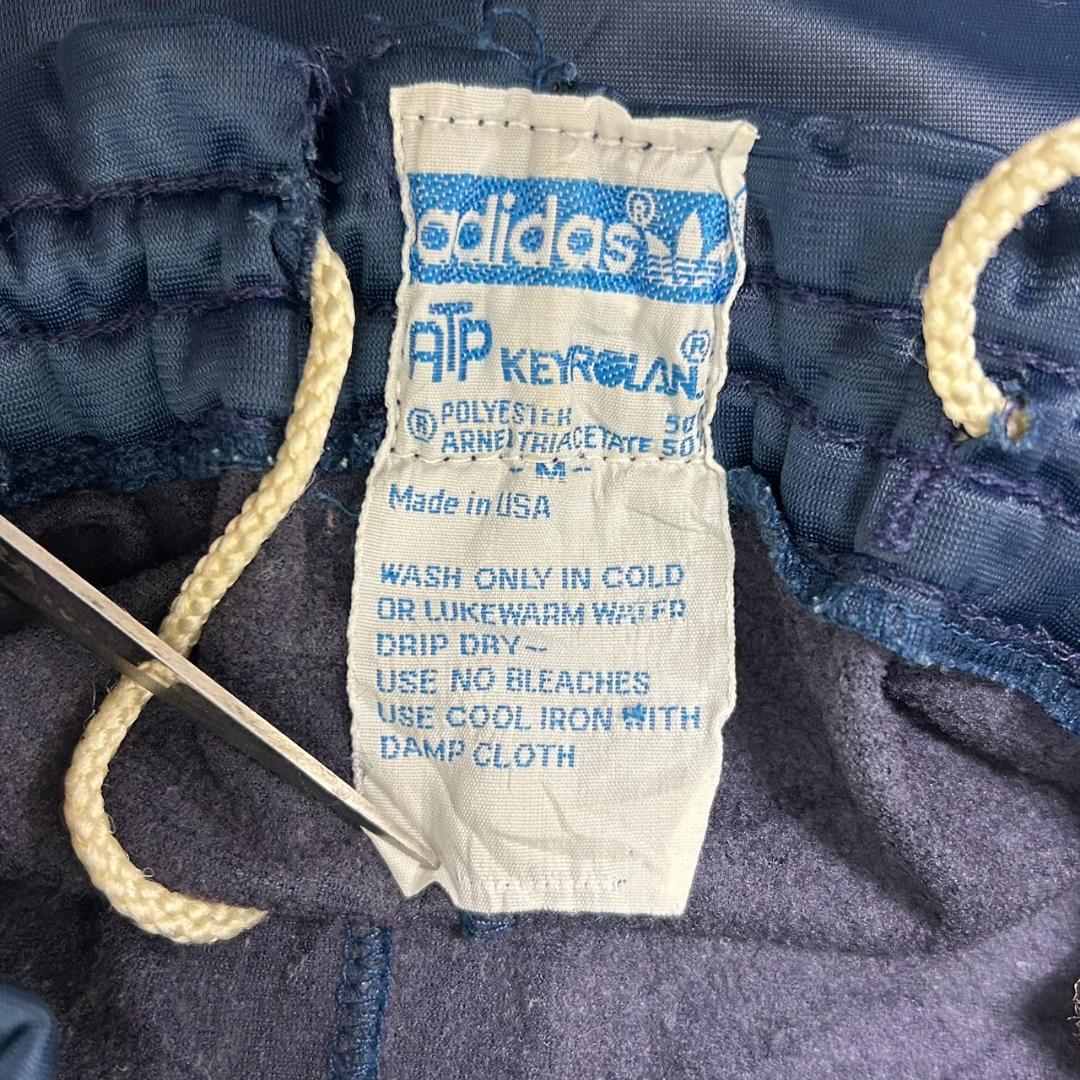 adidas®
ATP KEYROLAN®
® POLYESTER 50
ARNEL TRIACETATE 50
- M -
Made in USA
WASH ONLY IN COLD
OR LUKEWARM WATER
DRIP DRY~
USE NO BLEACHES
USE COOL IRON WITH
DAMP CLOTH